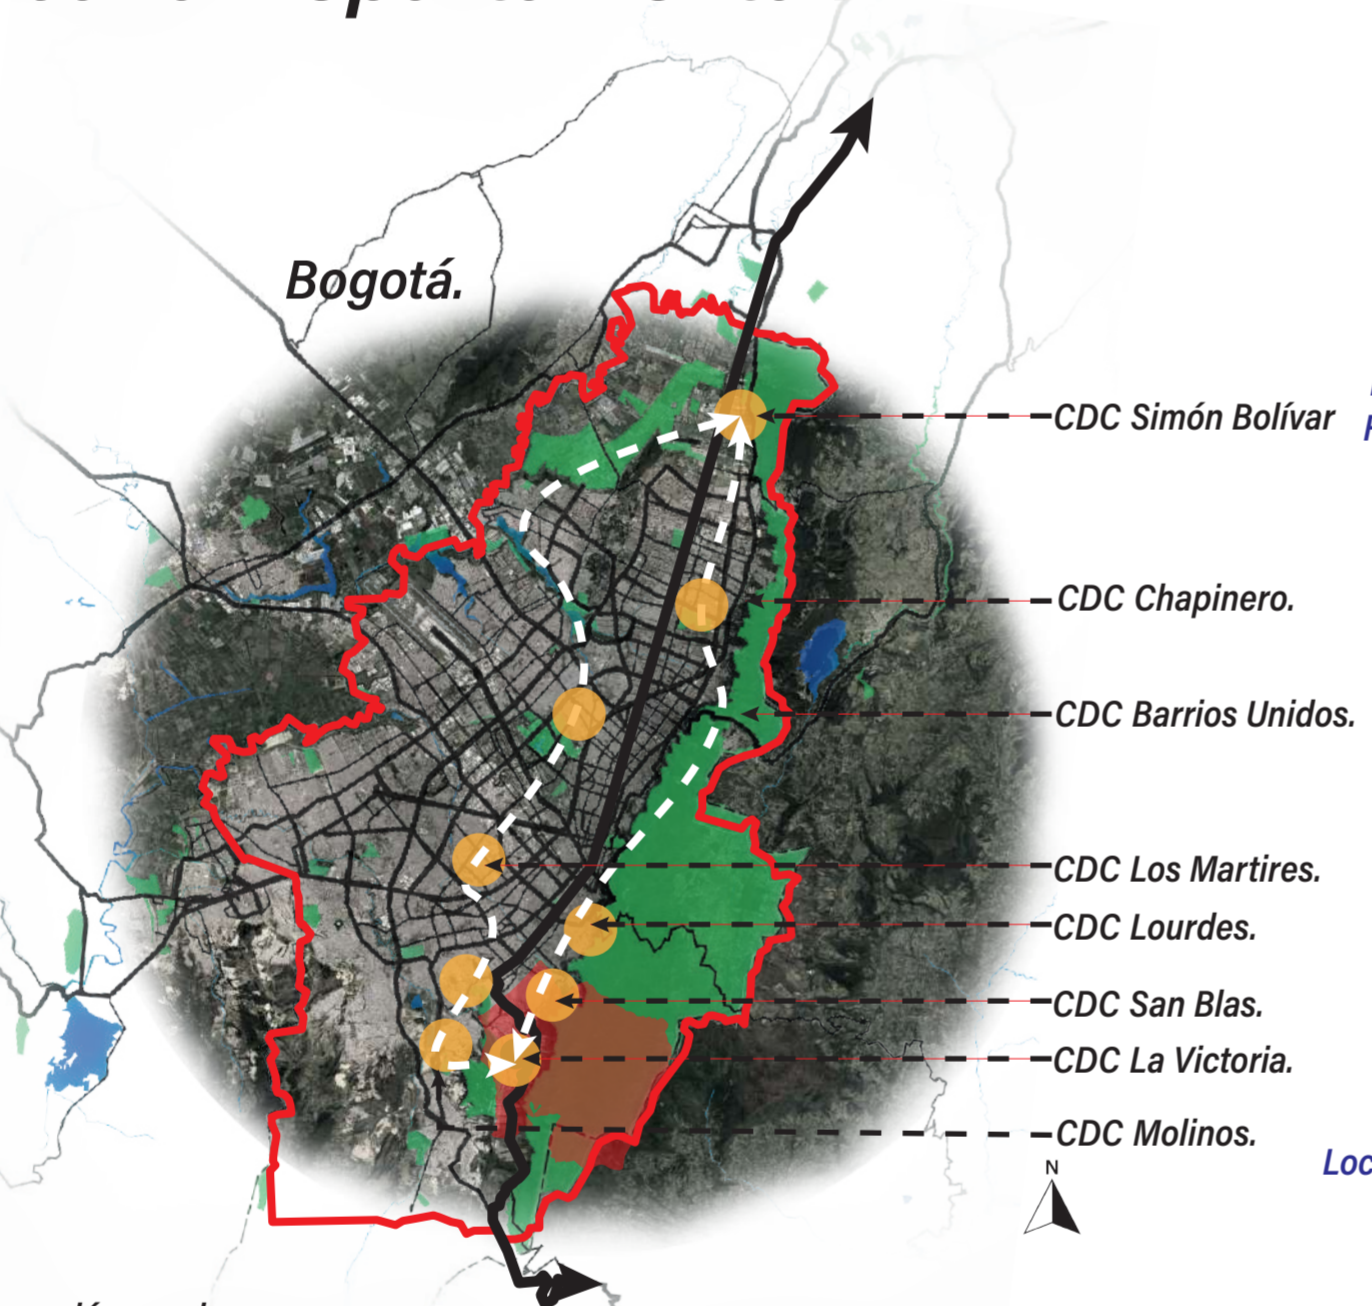 Bogotá.
CDC Simón Bolívar
CDC Chapinero.
CDC Barrios Unidos.
CDC Los Martires.
CDC Lourdes.
CDC San Blas.
CDC La Victoria.
CDC Molinos.
N
Loc